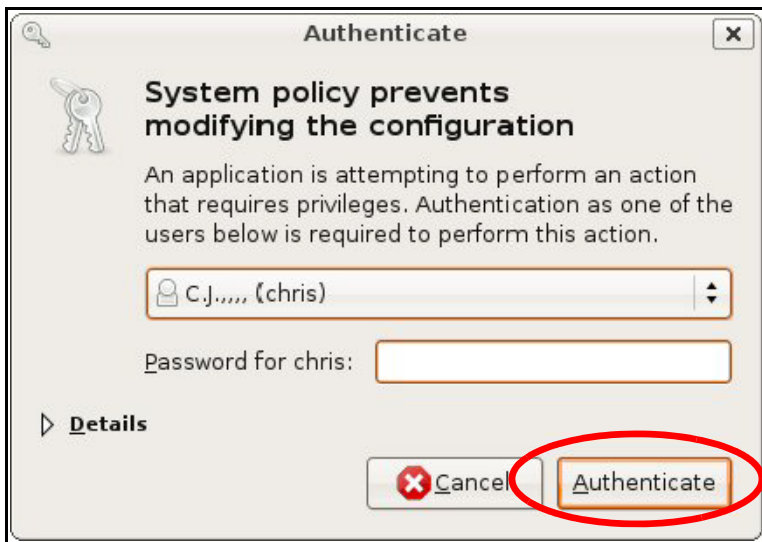 Authenticate
System policy prevents
modifying the configuration
An application is attempting to perform an action
that requires privileges. Authentication as one of the
users below is required to perform this action.
C.J.,,,,, (chris)
Password for chris:
Details
Cancel Authenticate